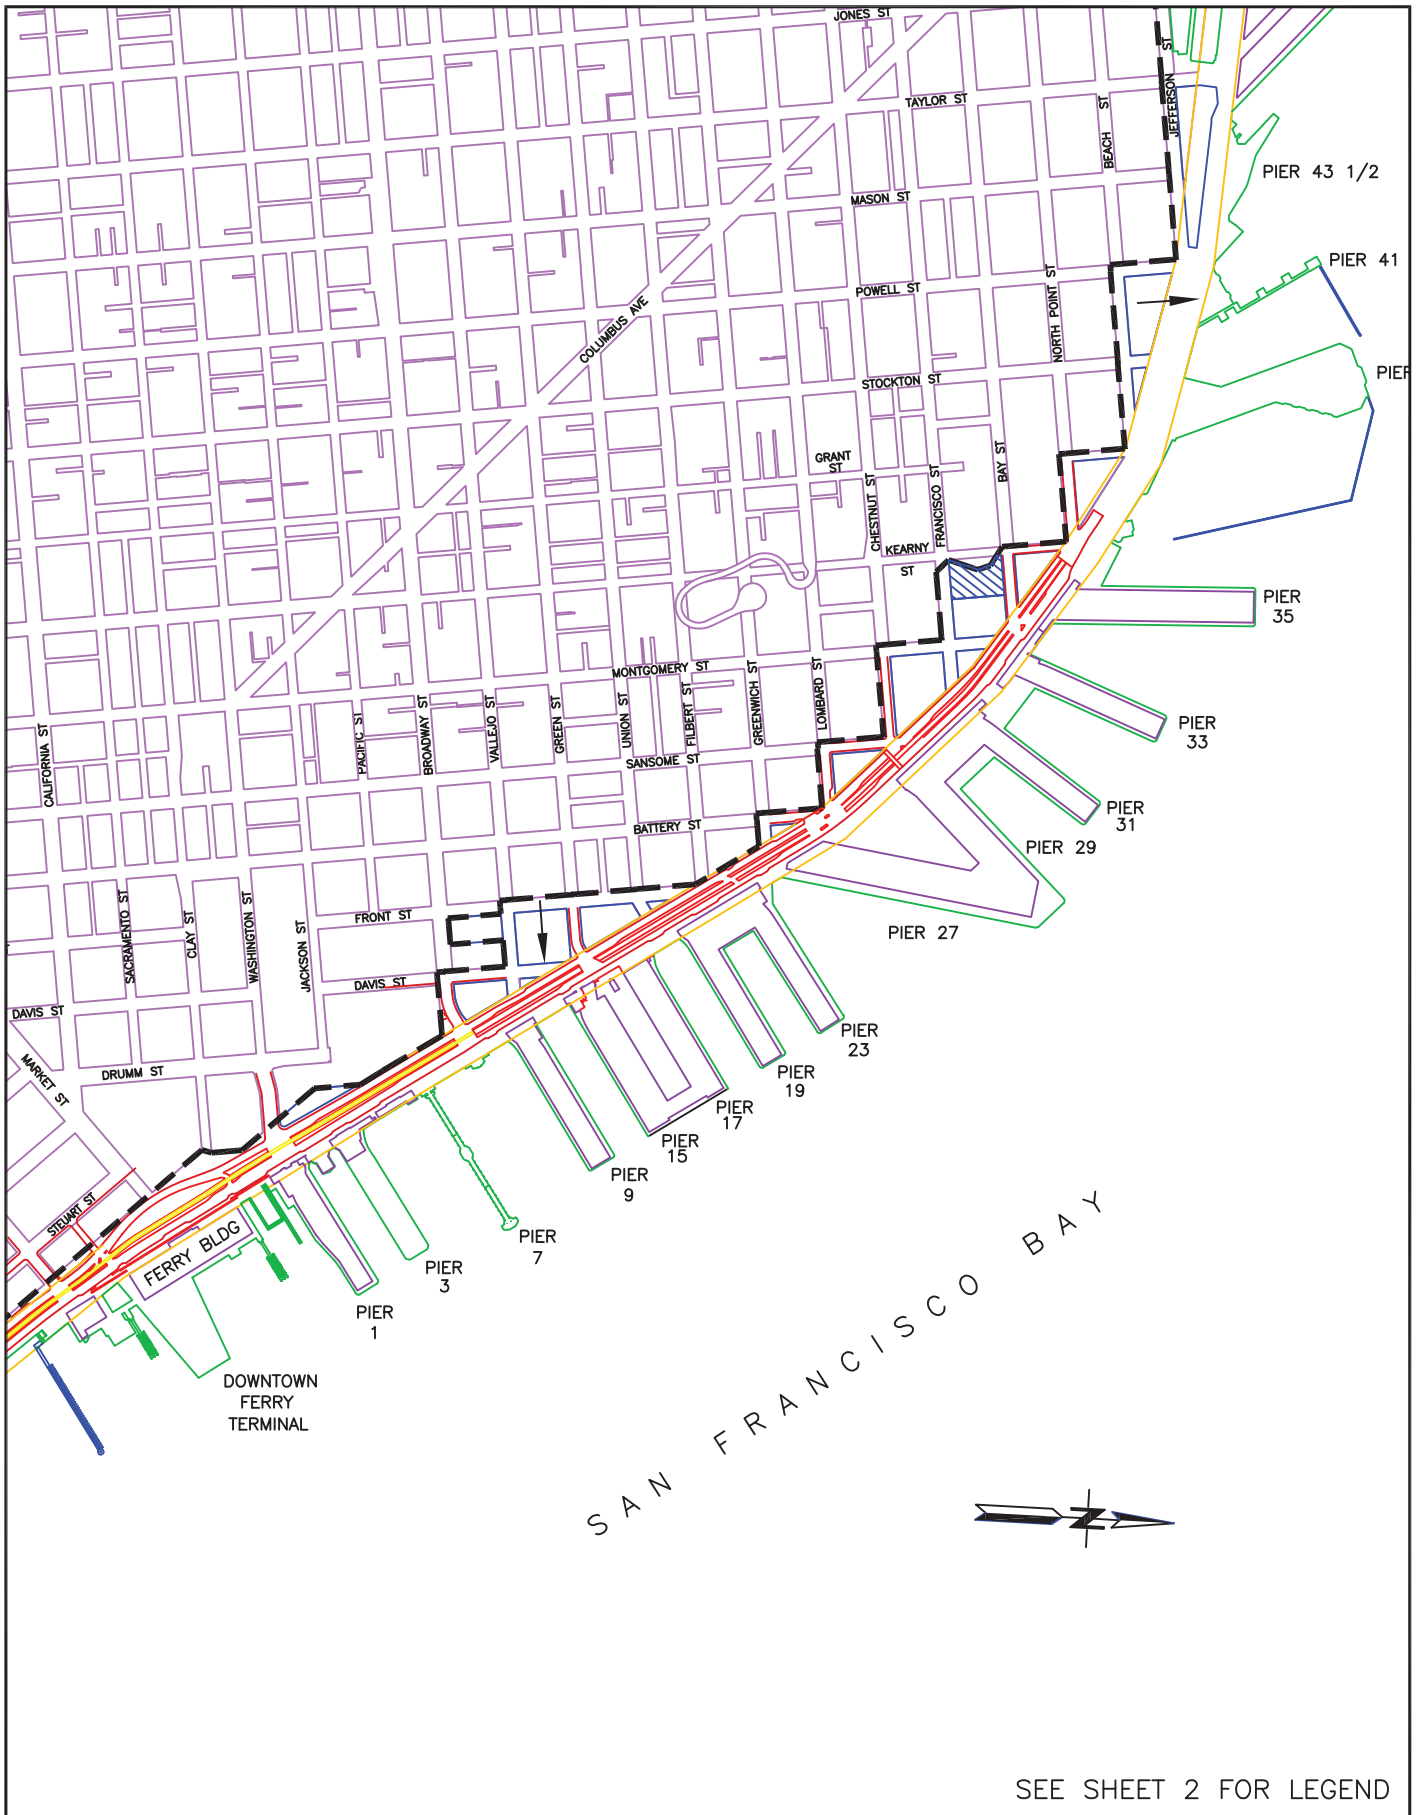 JONES ST
JEFFERSON
ST
TAYLOR ST
BEACH ST
PIER 43 1/2
MASON ST
PIER 41
POWELL ST
NORTH POINT ST
COLUMBUS AVE
PIER
STOCKTON ST
GRANT
ST
BAY ST
CHESTNUT ST
FRANCISCO ST
KEARNY
ST
PIER
35
MONTGOMERY ST
CALIFORNIA ST
PACIFIC ST
BROADWAY ST
VALLEJO ST
GREEN ST
UNION ST
FILBERT ST
GREENWICH ST
LOMBARD ST
PIER
33
SANSOME ST
PIER
31
BATTERY ST
PIER 29
FRONT ST
SACRAMENTO ST
CLAY ST
WASHINGTON ST
JACKSON ST
PIER 27
DAVIS ST
DAVIS ST
PIER
23
MARKET ST
DRUMM ST
PIER
19
PIER
17
PIER
15
PIER
9
STEUART ST
FERRY BLDG
PIER
7
PIER
3
PIER
1
DOWNTOWN
FERRY
TERMINAL
SAN FRANCISCO BAY
N
SEE SHEET 2 FOR LEGEND